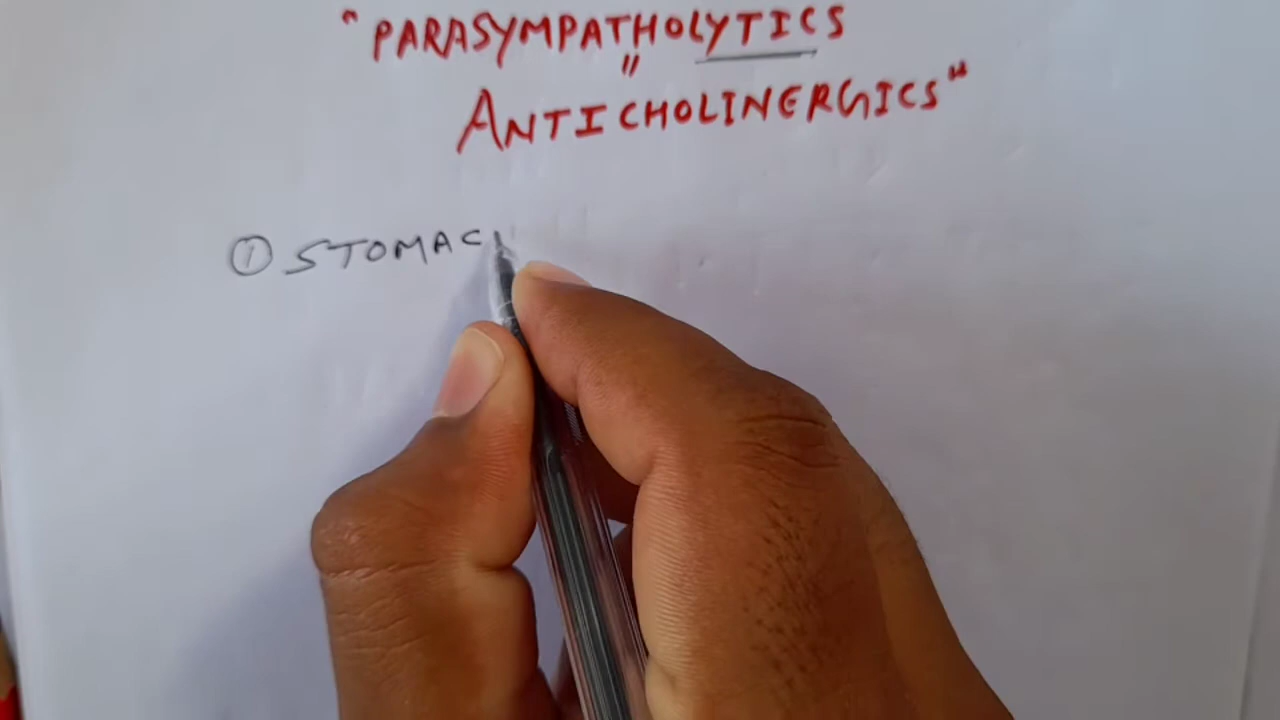 "PARASYMPATHOLYTICS
"
ANTICHOLINERGICS"
① STOMAC